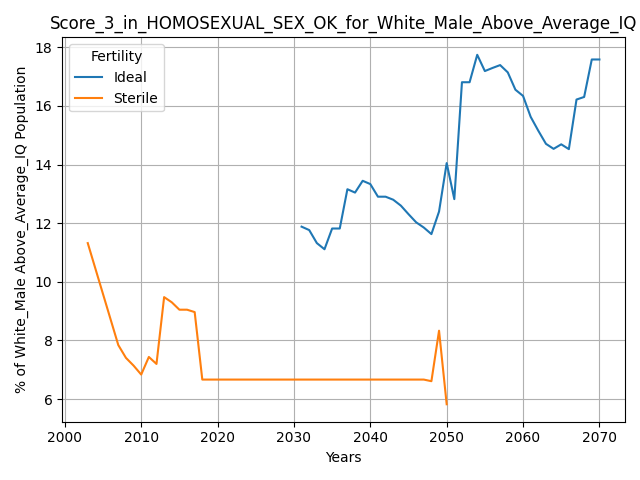 Score_3_in_HOMOSEXUAL_SEX_OK_for_White_Male_Above_Average_IQ
Fertility
Ideal
Sterile
% of White_Male Above_Average_IQ Population
18
16
14
12
10
8
6
2000 2010 2020 2030 2040 2050 2060 2070
Years